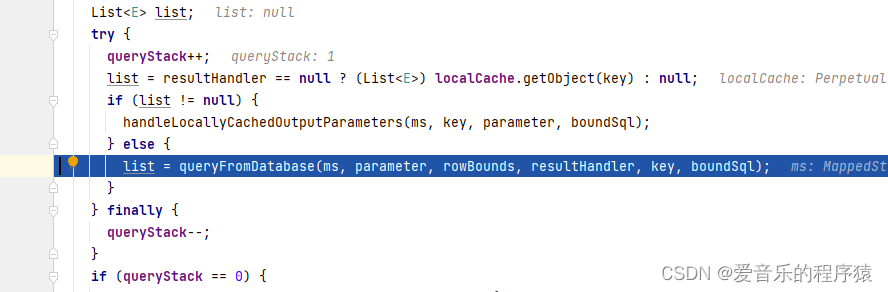 List<E> list;   list: null
try {
queryStack++;   queryStack: 1
list = resultHandler == null ? (List<E>) localCache.getObject(key) : null;   localCache: Perpetual
if (list != null) {
handleLocallyCachedOutputParameters(ms, key, parameter, boundSql);
} else {
list = queryFromDatabase(ms, parameter, rowBounds, resultHandler, key, boundSql);   ms: MappedSt
}
} finally {
queryStack--;
}
if (queryStack == 0) {
CSDN @爱音乐的程序猿